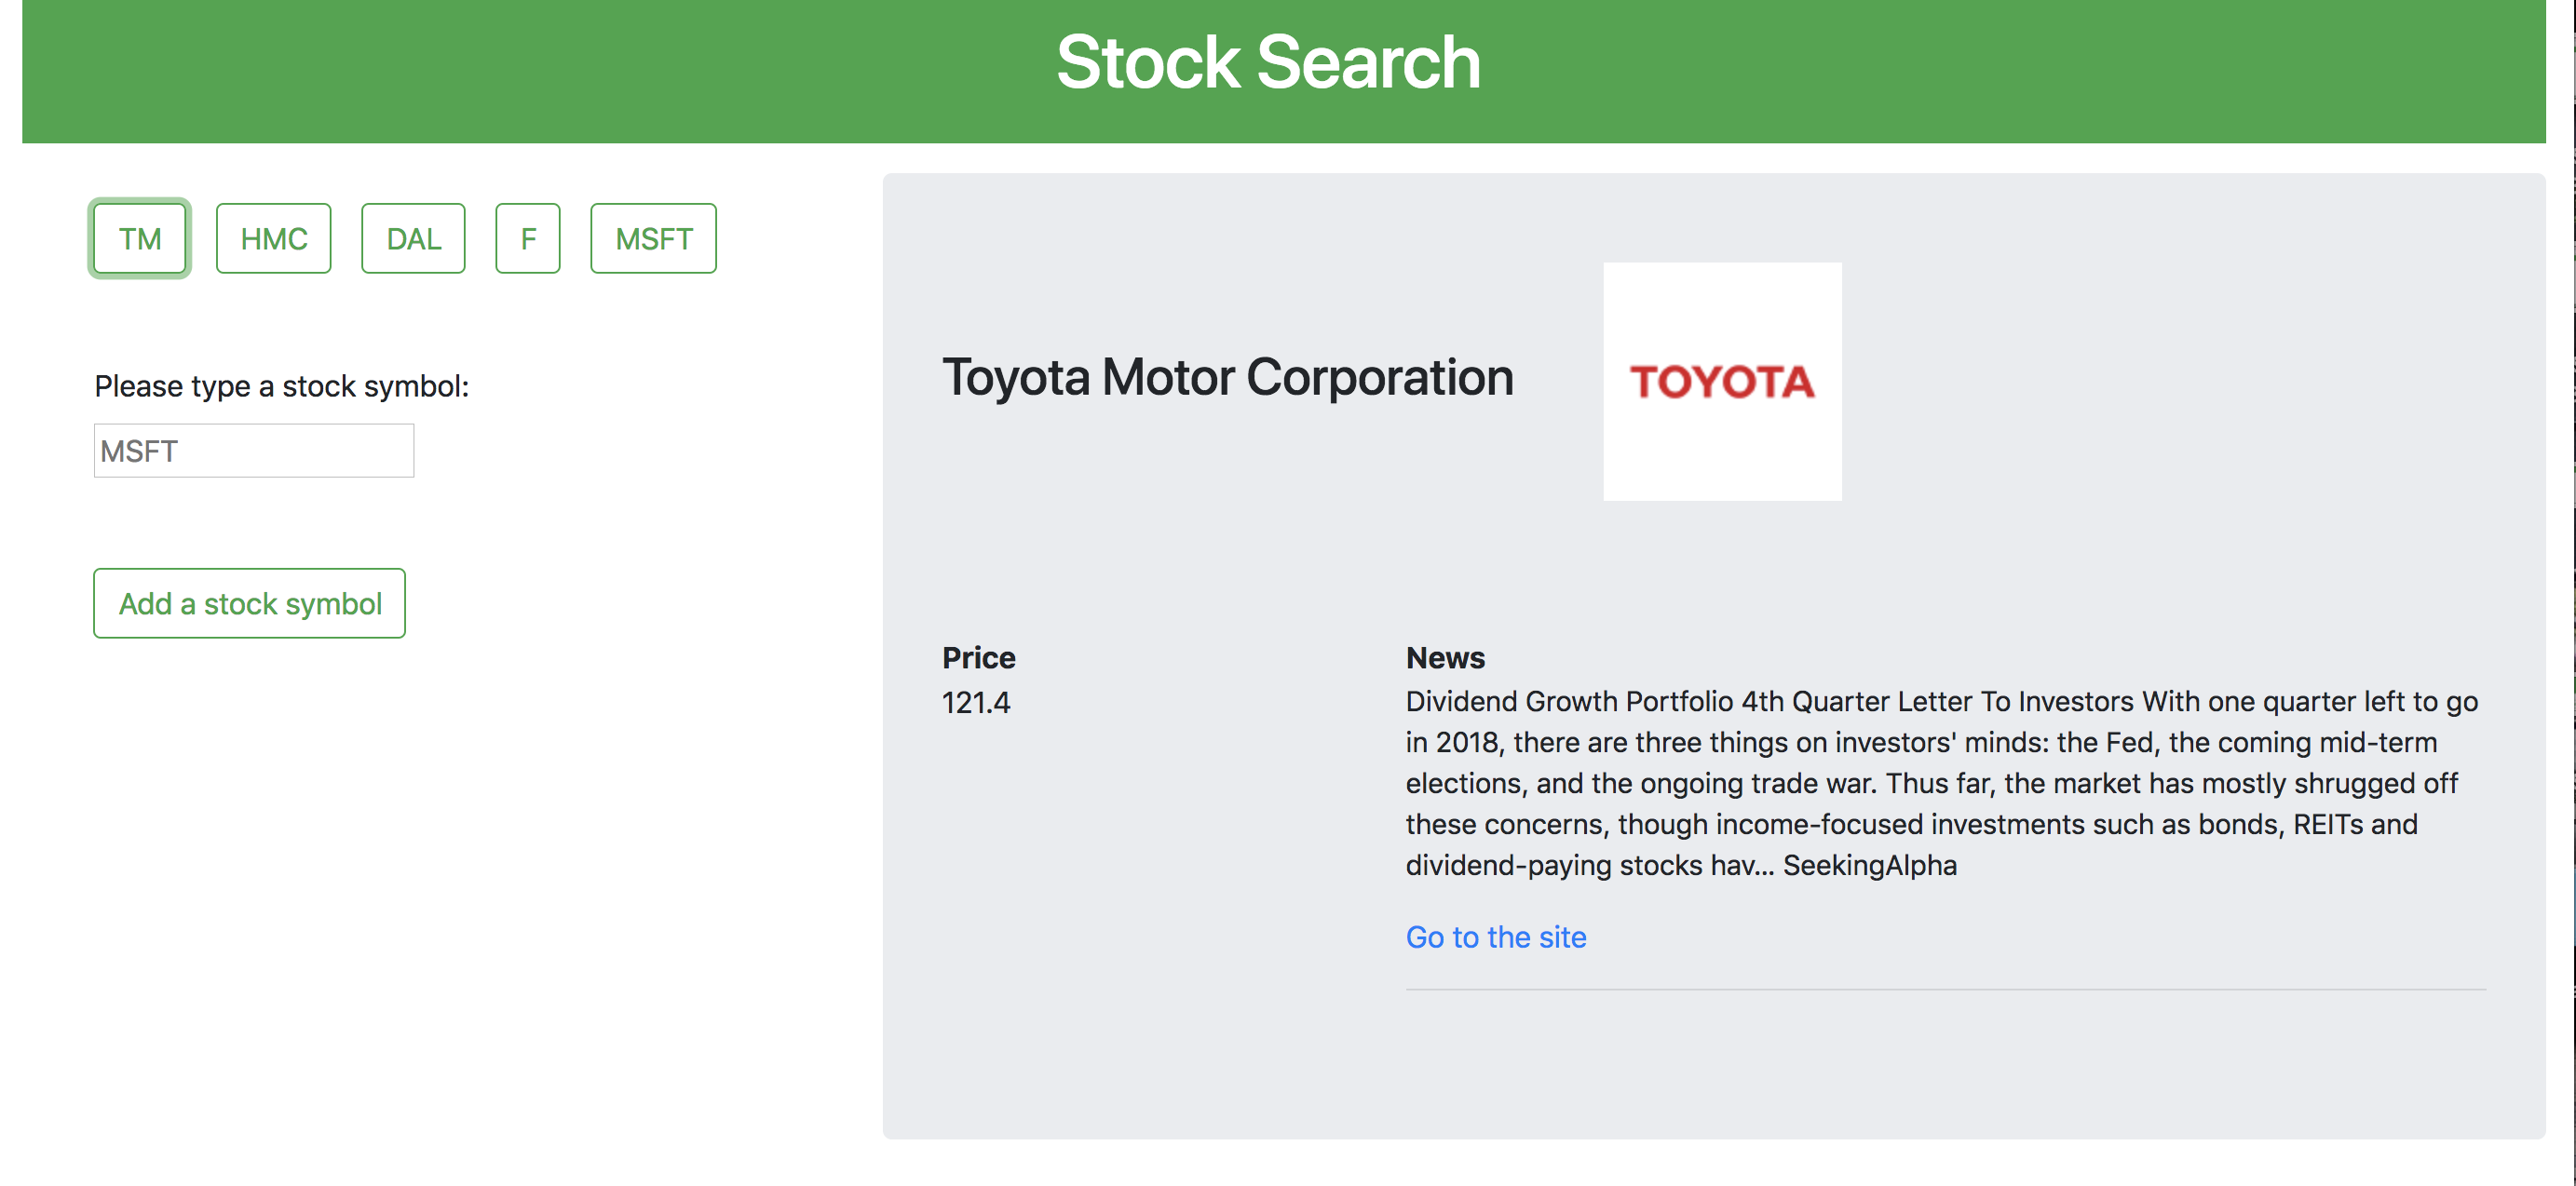 Stock Search
TM HMC DAL F MSFT
Please type a stock symbol:
MSFT
Add a stock symbol
Toyota Motor Corporation
TOYOTA
Price
121.4
News
Dividend Growth Portfolio 4th Quarter Letter To Investors With one quarter left to go
in 2018, there are three things on investors' minds: the Fed, the coming mid-term
elections, and the ongoing trade war. Thus far, the market has mostly shrugged off
these concerns, though income-focused investments such as bonds, REITs and
dividend-paying stocks hav... SeekingAlpha
Go to the site